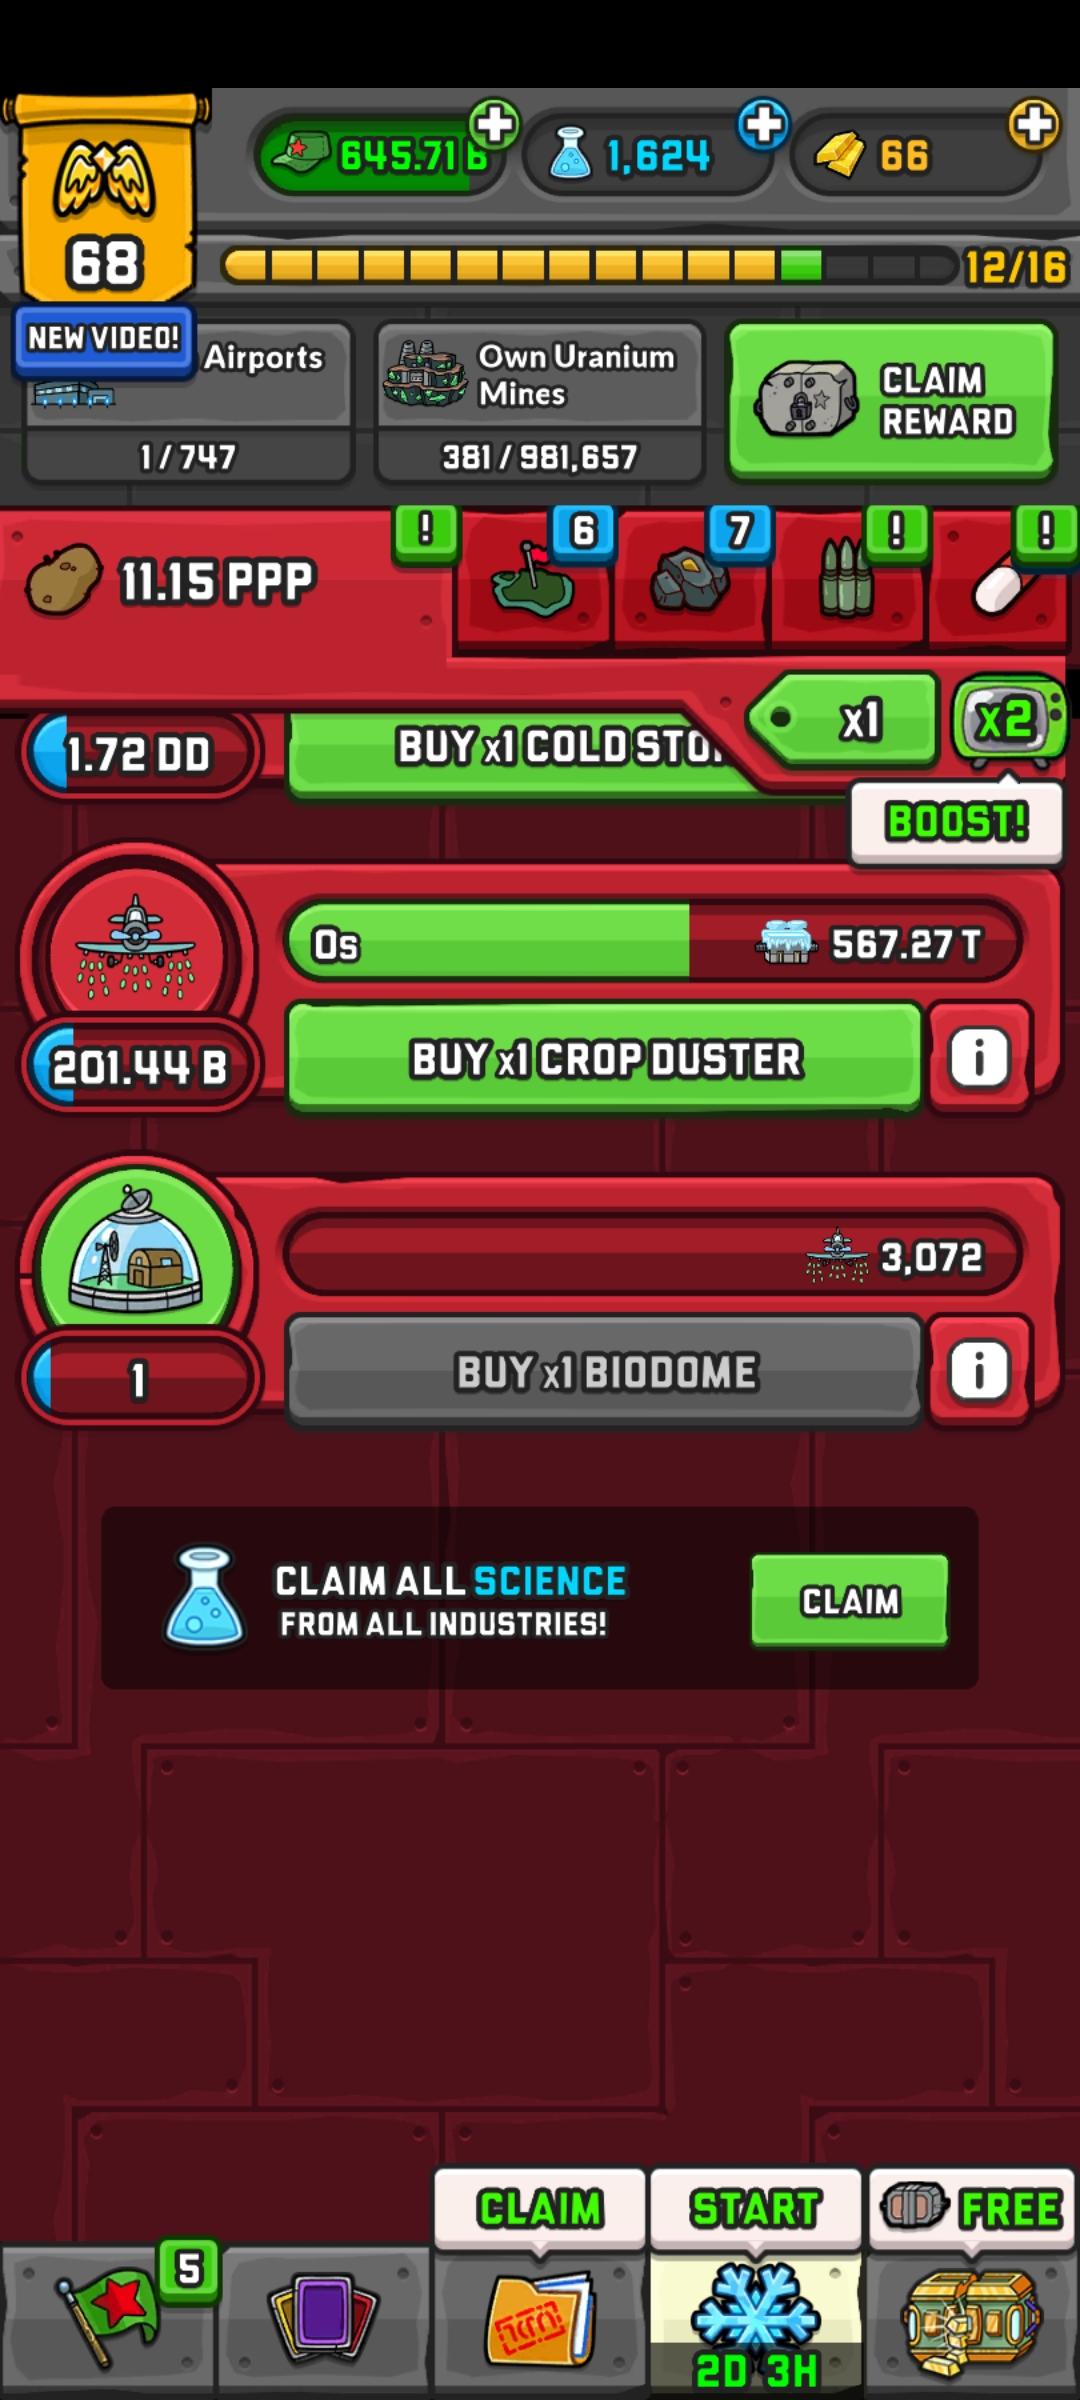 645.71 B
1,624
66
68
12/16
NEW VIDEO!
Airports
1 / 747
Own Uranium
Mines
381 / 981,657
CLAIM
REWARD
11.15 PPP
!
6
7
!
!
x1
x2
BOOST!
1.72 DD
BUY x1 COLD STO
0s
567.27 T
201.44 B
BUY x1 CROP DUSTER
i
3,072
1
BUY x1 BIODOME
i
CLAIM ALL SCIENCE
FROM ALL INDUSTRIES!
CLAIM
CLAIM
START
FREE
5
2D 3H